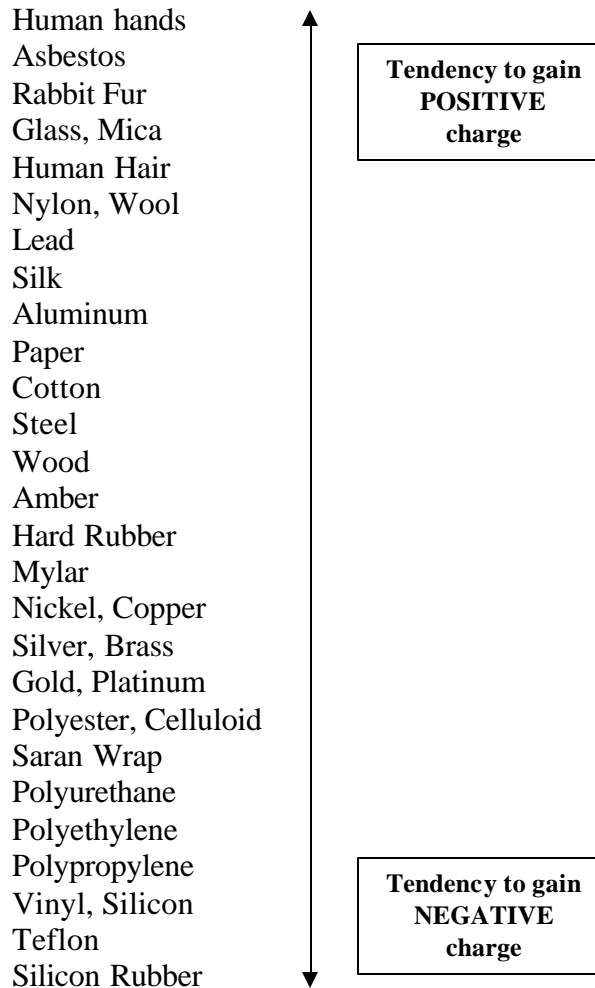 Human hands
Asbestos
Rabbit Fur
Glass, Mica
Human Hair
Nylon, Wool
Lead
Silk
Aluminum
Paper
Cotton
Steel
Wood
Amber
Hard Rubber
Mylar
Nickel, Copper
Silver, Brass
Gold, Platinum
Polyester, Celluloid
Saran Wrap
Polyurethane
Polyethylene
Polypropylene
Vinyl, Silicon
Teflon
Silicon Rubber
Tendency to gain
POSITIVE
charge
Tendency to gain
NEGATIVE
charge